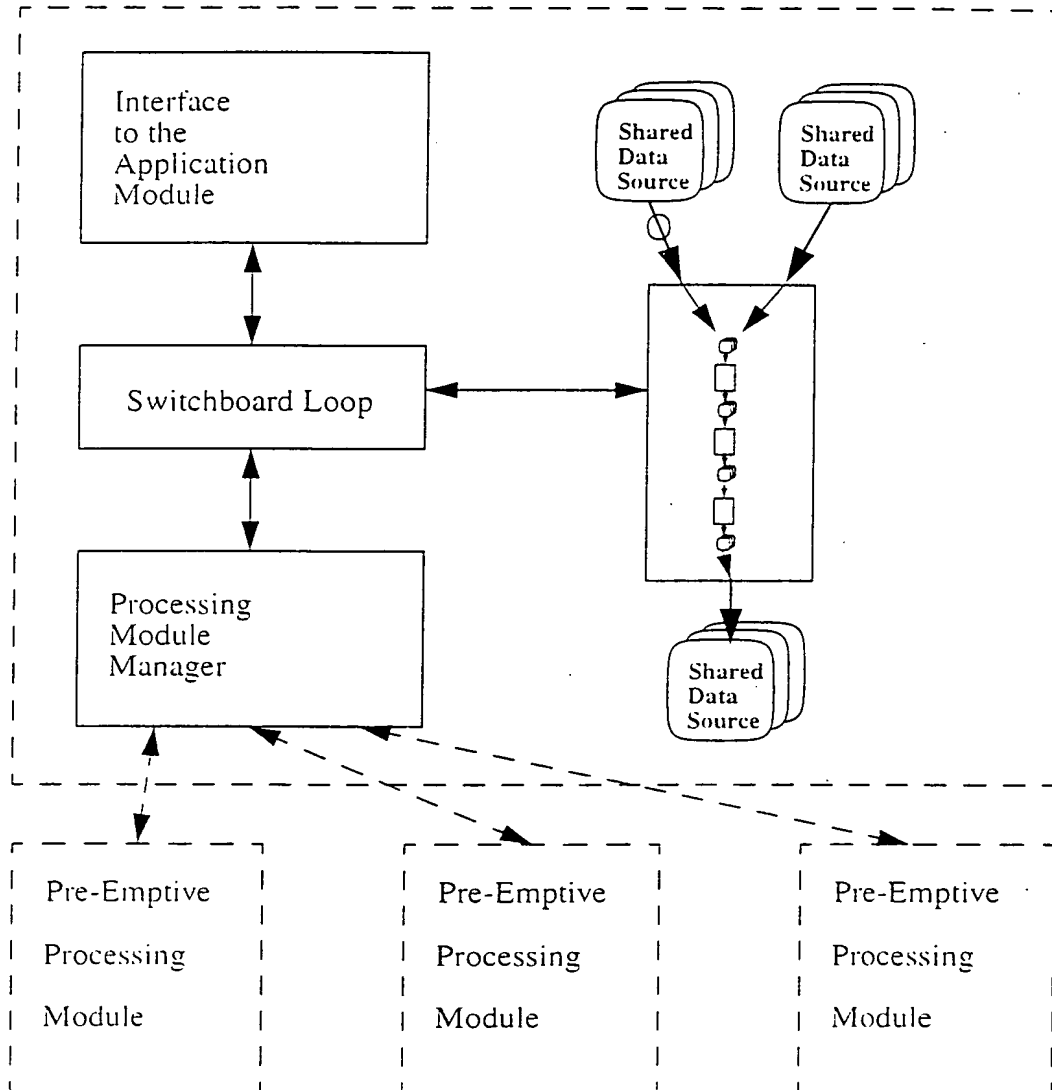 Interface
to the
Application
Module
Shared
Data
Source
Shared
Data
Source
Switchboard Loop
Processing
Module
Manager
Shared
Data
Source
Pre-Emptive
Processing
Module
Pre-Emptive
Processing
Module
Pre-Emptive
Processing
Module